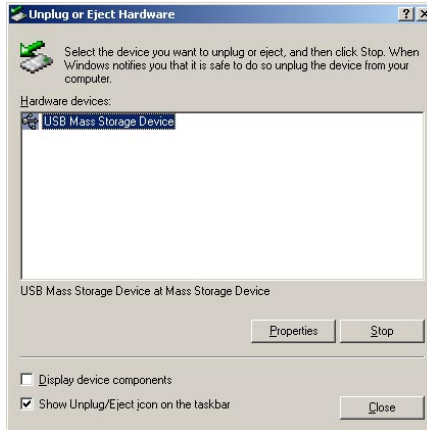 Unplug or Eject Hardware
Select the device you want to unplug or eject, and then click Stop. When
Windows notifies you that it is safe to do so unplug the device from your
computer.
Hardware devices:
USB Mass Storage Device
USB Mass Storage Device at Mass Storage Device
Properties Stop
Display device components
Show Unplug/Eject icon on the taskbar
Close